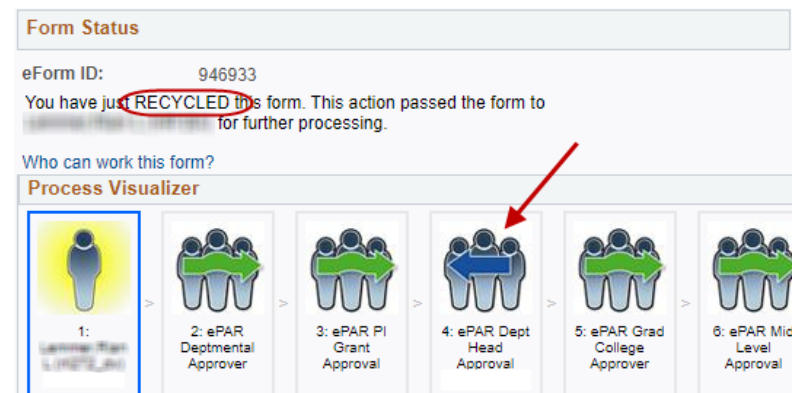 Form Status
eForm ID: 946933
You have just RECYCLED this form. This action passed the form to
for further processing.
Who can work this form?
Process Visualizer
1:
2: ePAR
Deptmental
Approver
>
3: ePAR PI
Grant
Approval
>
4: ePAR Dept
Head
Approval
>
5: ePAR Grad
College
Approver
>
6: ePAR Mid
Level
Approval
>